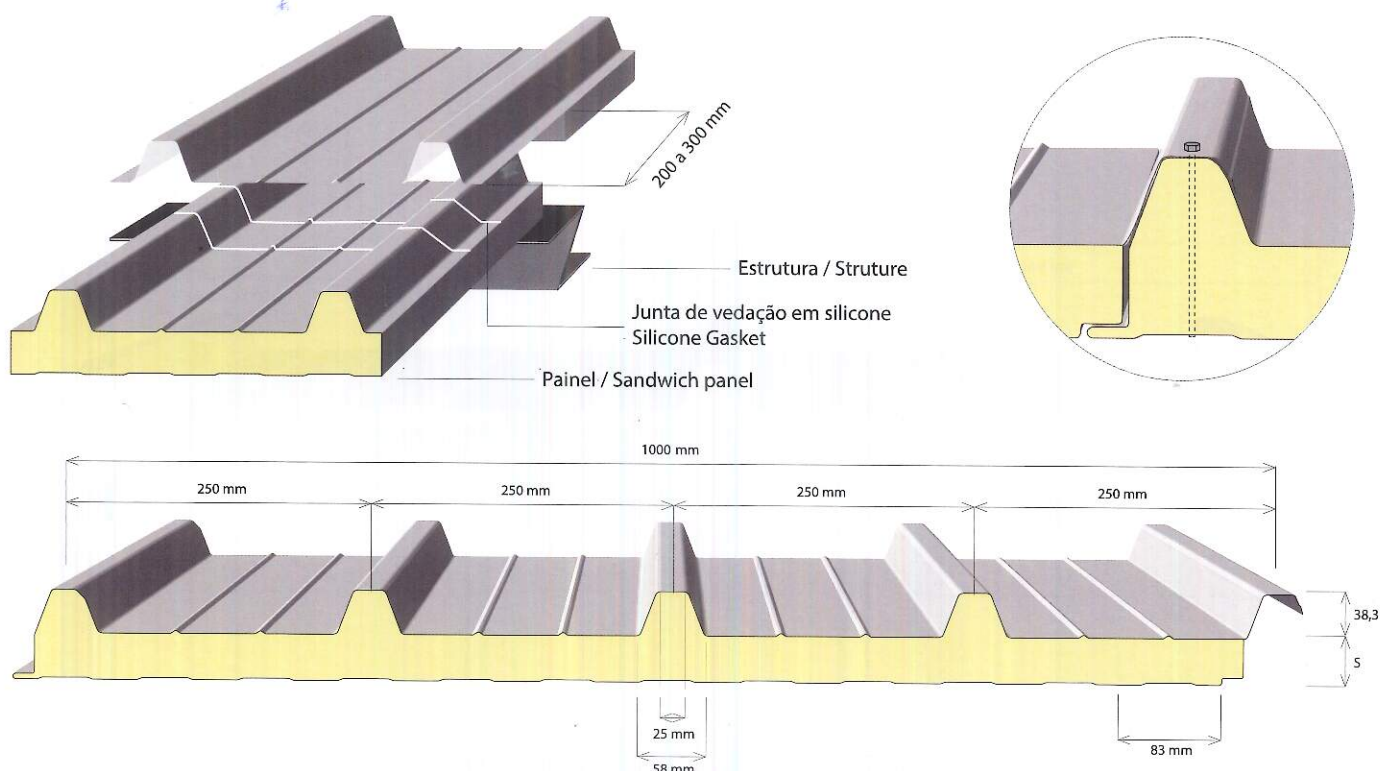 200 a 300 mm
Estrutura / Struture
Junta de vedação em silicone
Silicone Gasket
Painel / Sandwich panel
1000 mm
250 mm
250 mm
250 mm
250 mm
38,3
S
25 mm
58 mm
83 mm